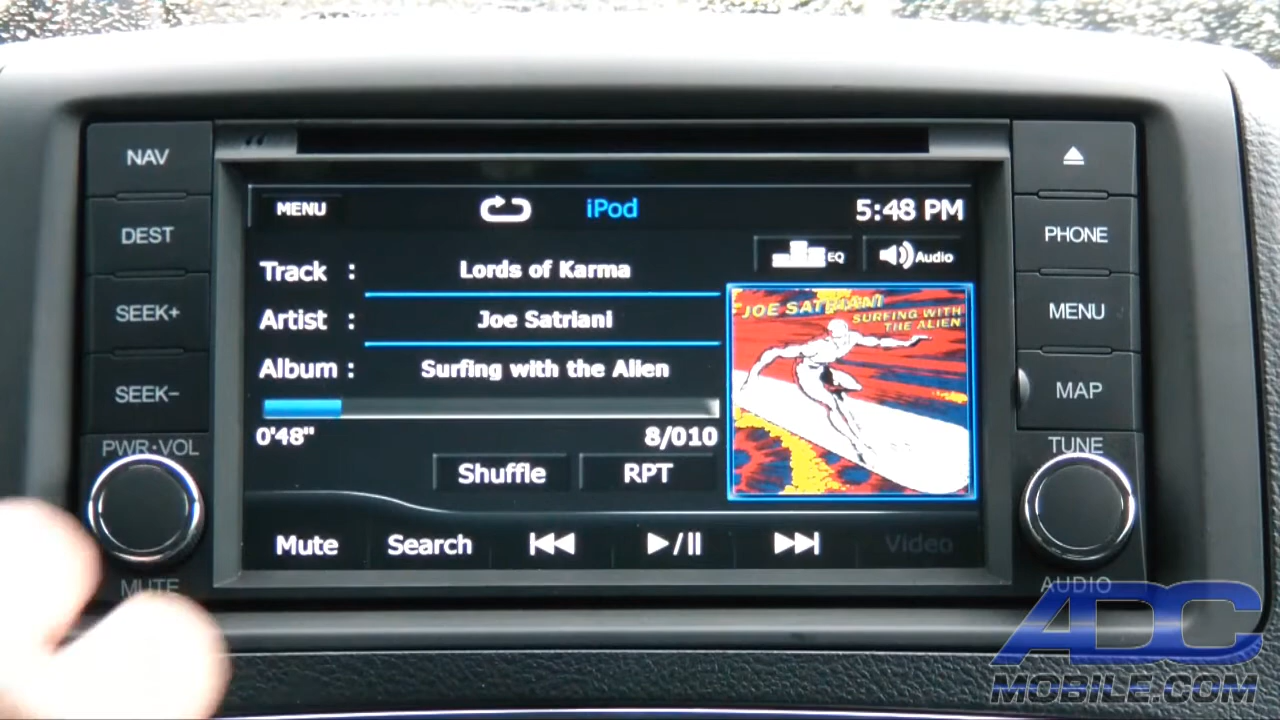 NAV
DEST
SEEK+
SEEK-
PWR·VOL
MUTE
MENU
iPod
5:48 PM
EQ
Audio
Track : Lords of Karma
Artist : Joe Satriani
Album : Surfing with the Alien
0'48"
8/010
Shuffle
RPT
JOE SATRIANI
SURFING WITH
THE ALIEN
Mute
Search
Video
PHONE
MENU
MAP
TUNE
AUDIO
ADC
MOBILE.COM